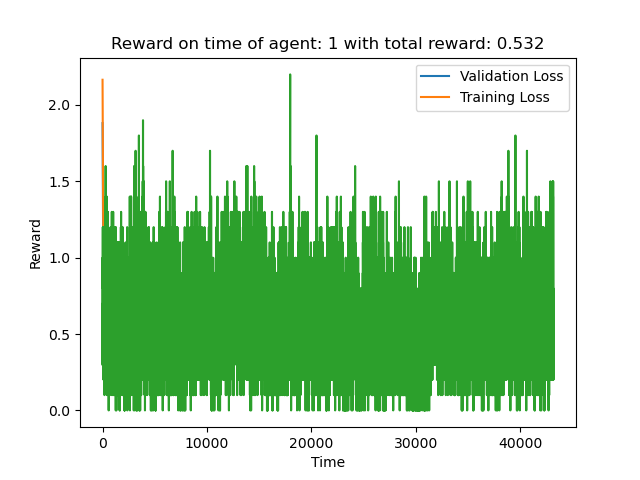 Reward on time of agent: 1 with total reward: 0.532
Validation Loss
Training Loss
2.0
1.5
1.0
0.5
0.0
Reward
0
10000
20000
30000
40000
Time